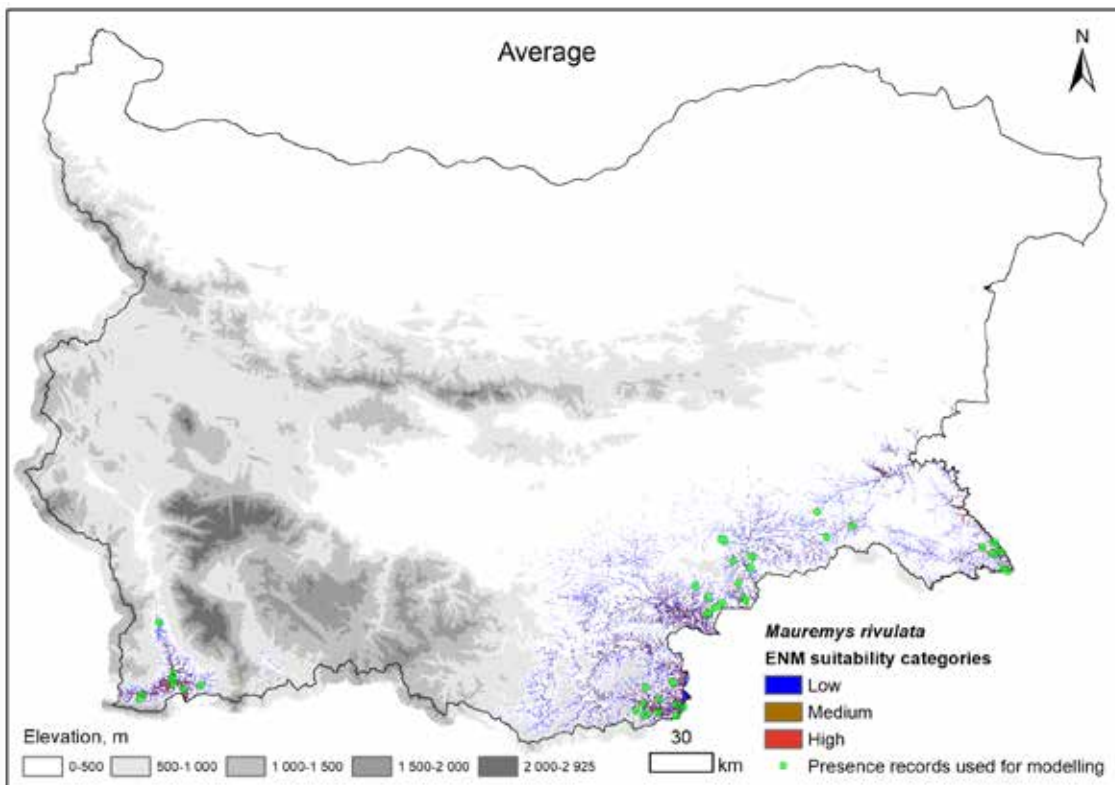 Average
N
Mauremys rivulata
ENM suitability categories
Low
Medium
High
Presence records used for modelling
Elevation, m
0-500
500-1 000
1 000-1 500
1 500-2 000
2 000-2 925
30
km